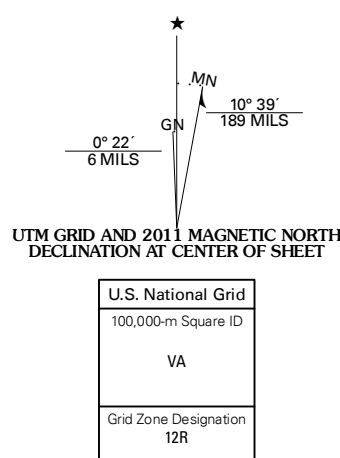 MN
GN
10° 39´
189 MILS
0° 22´
6 MILS
UTM GRID AND 2011 MAGNETIC NORTH
DECLINATION AT CENTER OF SHEET
U.S. National Grid
100,000-m Square ID
VA
Grid Zone Designation
12R